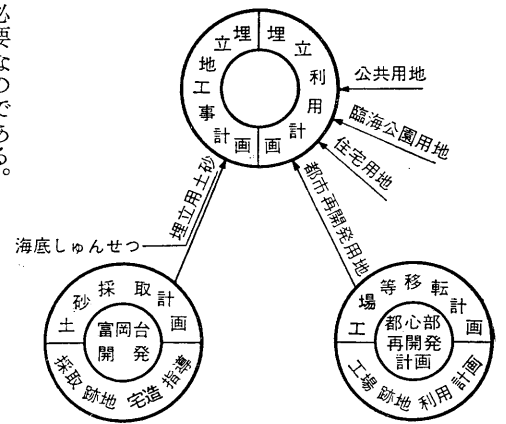 必要なのである。
埋立地工事計画
埋立利用計画
公共用地
臨海公園用地
住宅用地
都市再開発用地
埋立用土砂
海底しゅんせつ
土砂採取計画
富岡台
開発
採取跡地宅造指導
工場等移転計画
都心部
再開発
計画
工場跡地利用計画